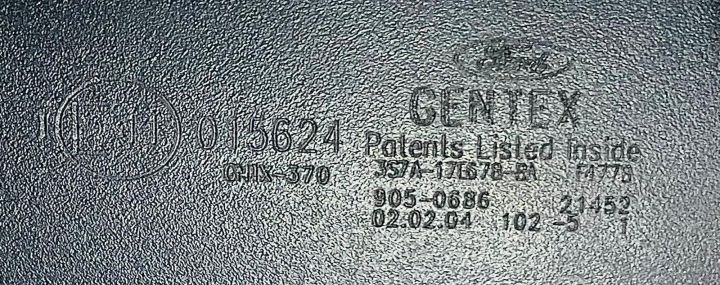 Ford
GENTEX
I E11 015624 Patents Listed Inside
GNTX-370 3S7A-17E678-BA F4778
905-0686 21452
02.02.04 102 -5 1